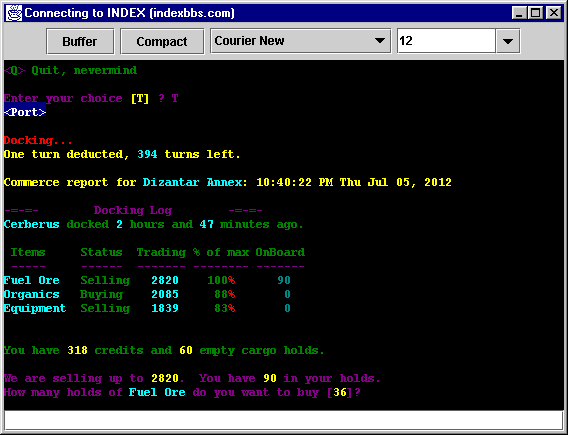 Connecting to INDEX (indexbbs.com)
Buffer Compact Courier New 12
<Q> Quit, nevermind
Enter your choice [T] ? T
<Port>
Docking...
One turn deducted, 394 turns left.
Commerce report for Dizantar Annex: 10:40:22 PM Thu Jul 05, 2012
-=-=- Docking Log -=-=-
Cerberus docked 2 hours and 47 minutes ago.
Items Status Trading % of max OnBoard
----- ------ ------- -------- -------
Fuel Ore Selling 2820 100% 90
Organics Buying 2085 88% 0
Equipment Selling 1839 83% 0
You have 318 credits and 60 empty cargo holds.
We are selling up to 2820. You have 90 in your holds.
How many holds of Fuel Ore do you want to buy [36]?